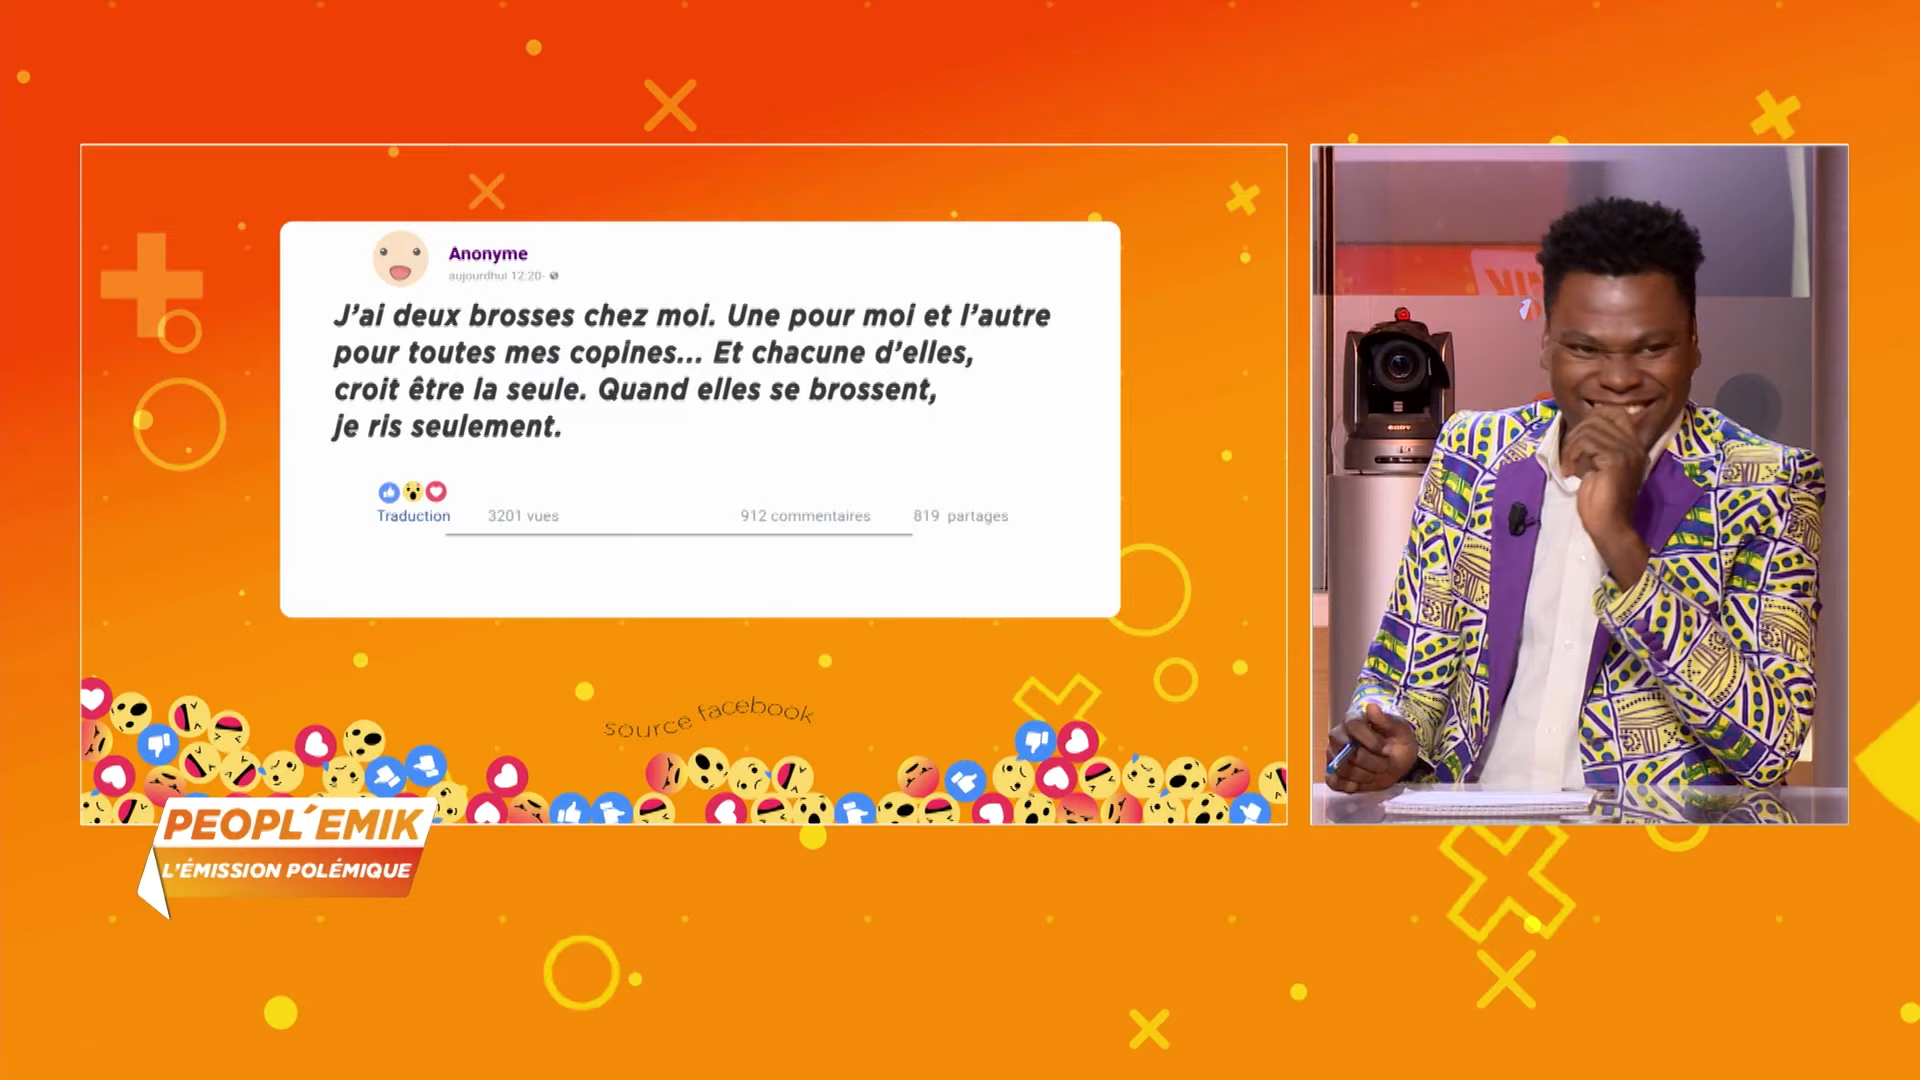 Anonyme
aujourdhui 12:20
J'ai deux brosses chez moi. Une pour moi et l'autre
pour toutes mes copines... Et chacune d'elles,
croit être la seule. Quand elles se brossent,
je ris seulement.
Traduction 3201 vues 912 commentaires 819 partages
source facebook
PEOPL´EMIK
L'ÉMISSION POLÉMIQUE
SONY